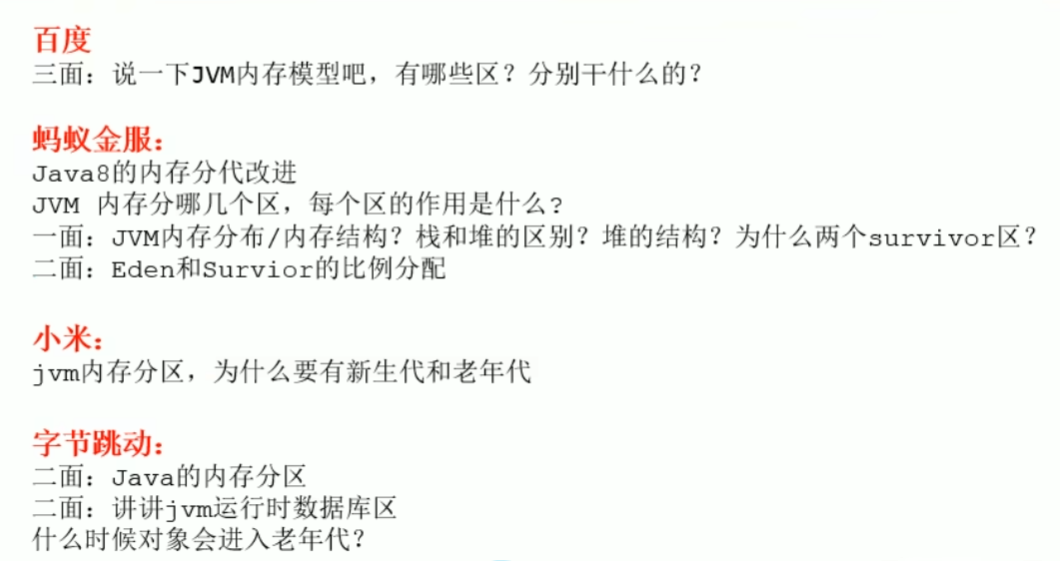 百度
三面：说一下JVM内存模型吧，有哪些区？分别干什么的？
蚂蚁金服：
Java8的内存分代改进
JVM 内存分哪几个区，每个区的作用是什么?
一面：JVM内存分布/内存结构？栈和堆的区别？堆的结构？为什么两个survivor区？
二面：Eden和Survior的比例分配
小米：
jvm内存分区，为什么要有新生代和老年代
字节跳动：
二面：Java的内存分区
二面：讲讲jvm运行时数据库区
什么时候对象会进入老年代？